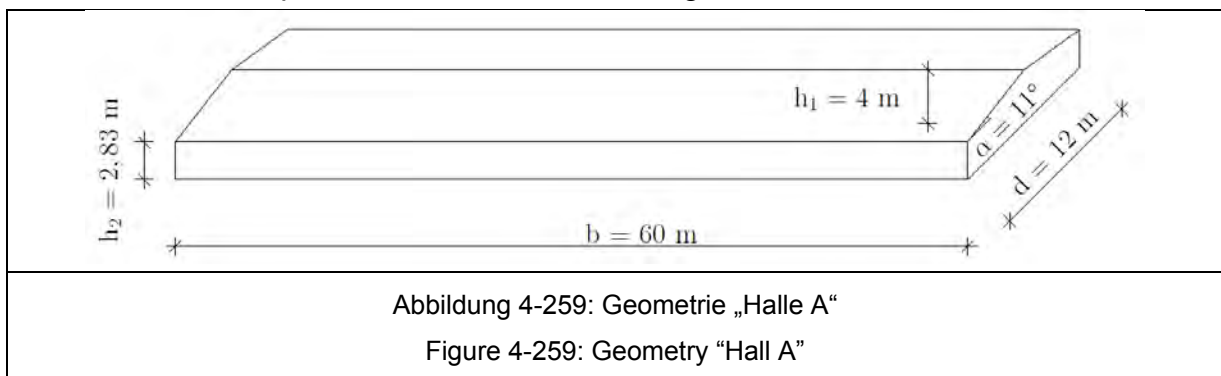 h₁ = 4 m
h₂ = 2,83 m
α = 11°
d = 12 m
b = 60 m
Abbildung 4-259: Geometrie „Halle A“
Figure 4-259: Geometry “Hall A”